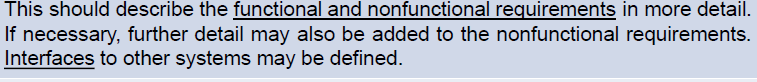 This should describe the functional and nonfunctional requirements in more detail.
If necessary, further detail may also be added to the nonfunctional requirements.
Interfaces to other systems may be defined.